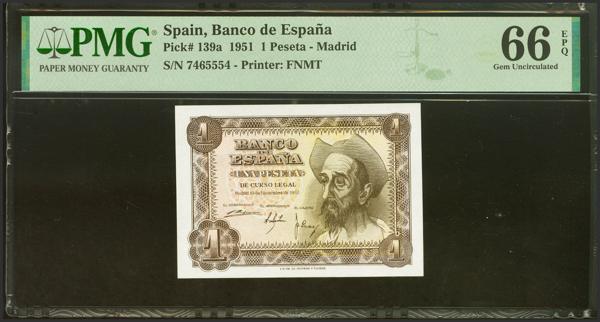 PMG
PAPER MONEY GUARANTY
Spain, Banco de España
Pick# 139a 1951 1 Peseta - Madrid
S/N 7465554 - Printer: FNMT
66 EPQ
Gem Uncirculated
1
1
BANCO
DE
ESPAÑA
UNA PESETA
DE CURSO LEGAL
1
1